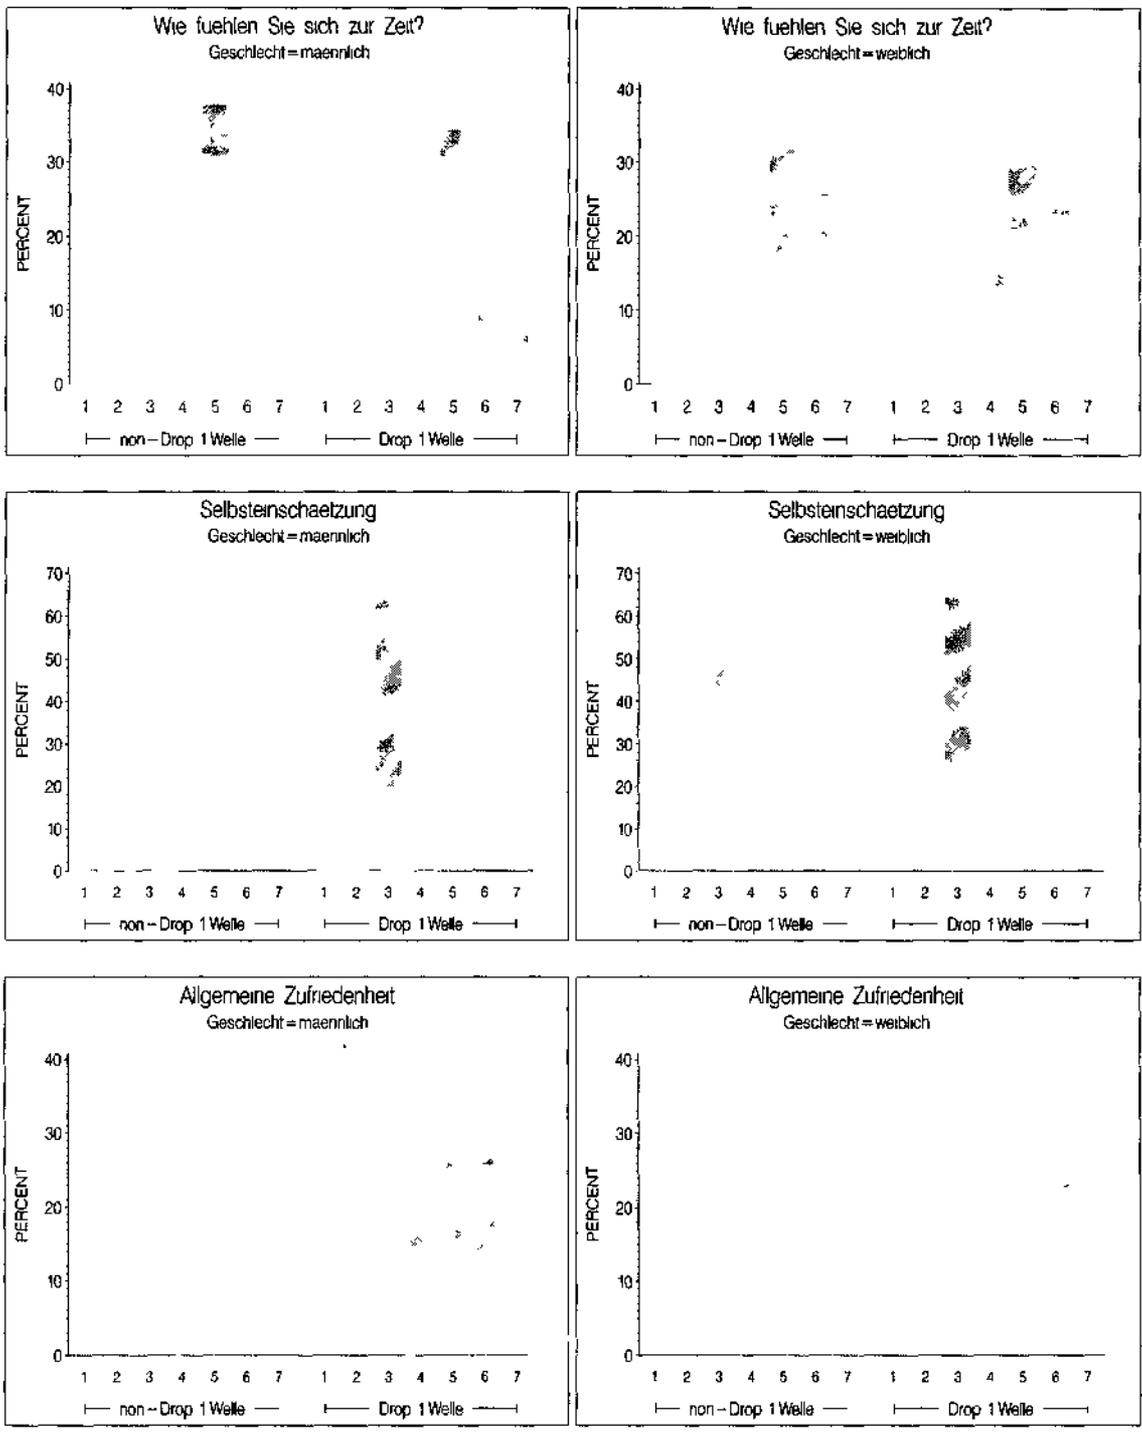 Wie fuehlen Sie sich zur Zeit?
Geschlecht=maennlich
40
30
20
10
0
PERCENT
1 2 3 4 5 6 7 1 2 3 4 5 6 7
non-Drop 1 Welle Drop 1 Welle
Wie fuehlen Sie sich zur Zeit?
Geschlecht=weiblich
40
30
20
10
0
PERCENT
1 2 3 4 5 6 7 1 2 3 4 5 6 7
non-Drop 1 Welle Drop 1 Welle
Selbsteinschaetzung
Geschlecht=maennlich
70
60
50
40
30
20
10
0
PERCENT
1 2 3 4 5 6 7 1 2 3 4 5 6 7
non-Drop 1 Welle Drop 1 Welle
Selbsteinschaetzung
Geschlecht=weiblich
70
60
50
40
30
20
10
0
PERCENT
1 2 3 4 5 6 7 1 2 3 4 5 6 7
non-Drop 1 Welle Drop 1 Welle
Allgemeine Zufriedenheit
Geschlecht=maennlich
40
30
20
10
0
PERCENT
1 2 3 4 5 6 7 1 2 3 4 5 6 7
non-Drop 1 Welle Drop 1 Welle
Allgemeine Zufriedenheit
Geschlecht=weiblich
40
30
20
10
0
PERCENT
1 2 3 4 5 6 7 1 2 3 4 5 6 7
non-Drop 1 Welle Drop 1 Welle